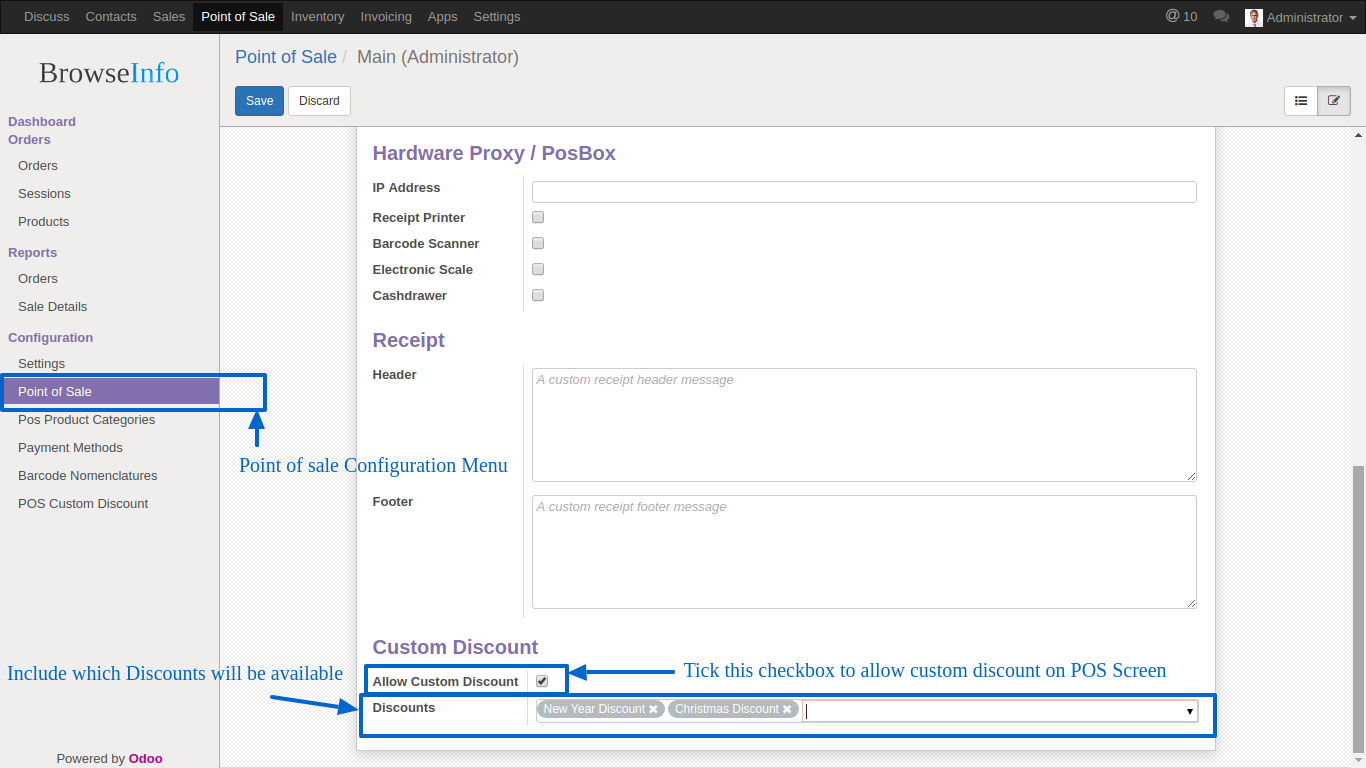 Discuss Contacts Sales Point of Sale Inventory Invoicing Apps Settings @ 10 Administrator
BrowseInfo
Point of Sale / Main (Administrator)
Save Discard
Dashboard
Orders
Orders
Sessions
Products
Reports
Orders
Sale Details
Configuration
Settings
Point of Sale
Pos Product Categories
Payment Methods
Barcode Nomenclatures
POS Custom Discount
Powered by Odoo
Hardware Proxy / PosBox
IP Address
Receipt Printer
Barcode Scanner
Electronic Scale
Cashdrawer
Receipt
Header A custom receipt header message
Point of sale Configuration Menu
Footer A custom receipt footer message
Custom Discount
Include which Discounts will be available
Allow Custom Discount
Tick this checkbox to allow custom discount on POS Screen
Discounts New Year Discount × Christmas Discount ×